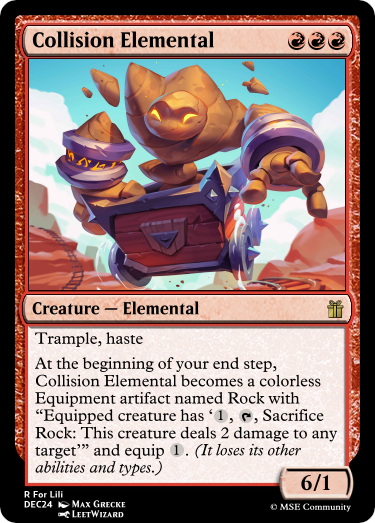 Collision Elemental
Creature — Elemental
Trample, haste
At the beginning of your end step,
Collision Elemental becomes a colorless
Equipment artifact named Rock with
“Equipped creature has ‘1, , Sacrifice
Rock: This creature deals 2 damage to any
target’” and equip 1. (It loses its other
abilities and types.)
6/1
R For Lili
DEC24 Max Grecke
LeetWizard
© MSE Community